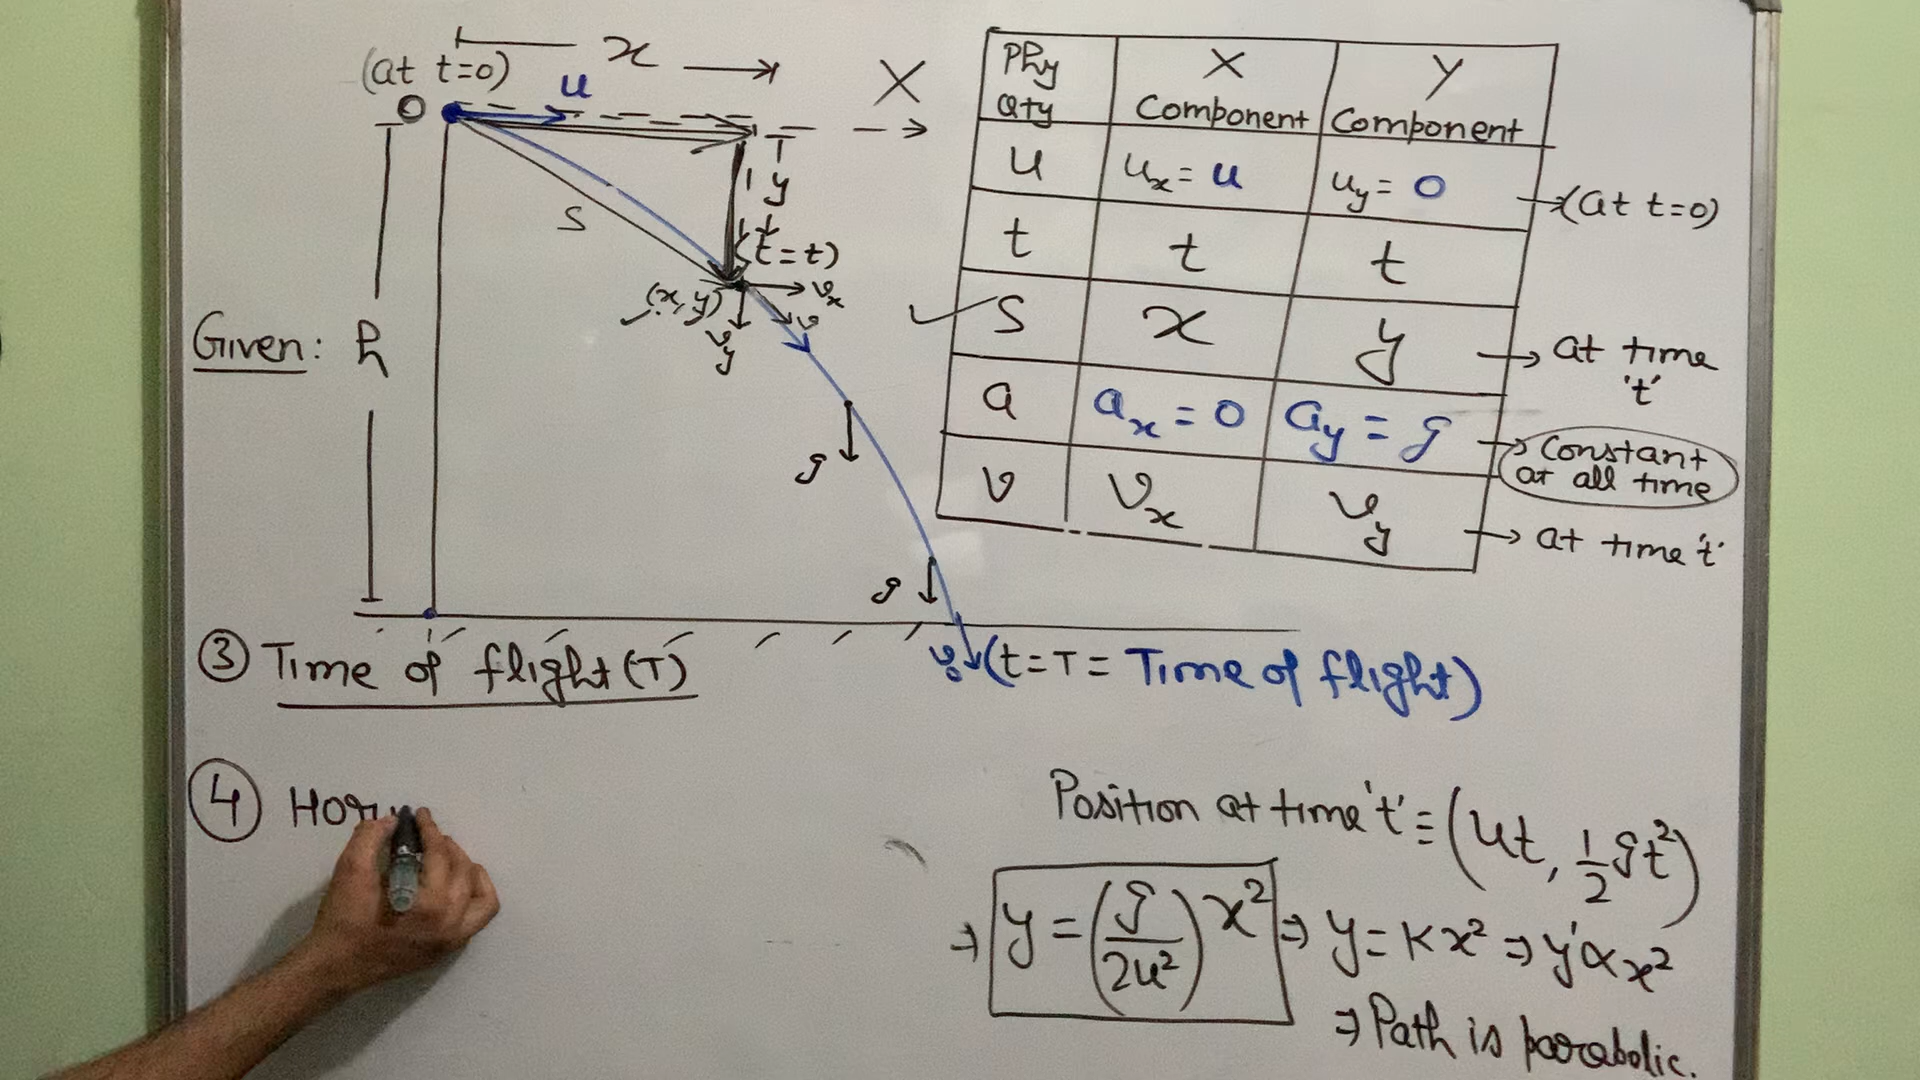 x
(at t=0)
u
X
O
T
y
S
(t=t)
(x, y)
vx
v
vy
Given: h
g
g
Phy Qty X Component Y Component
u ux = u uy = 0 → (at t=0)
t t t
S x y → at time 't'
a ax = 0 ay = g → Constant at all time
v vx vy → at time 't'
③ Time of flight (T)
(t = T = Time of flight)
④ Hor
Position at time 't' ≡ (ut, 1/2 gt²)
⇒ y = (g/2u²) x² ⇒ y = Kx² ⇒ y ∝ x²
⇒ Path is parabolic.